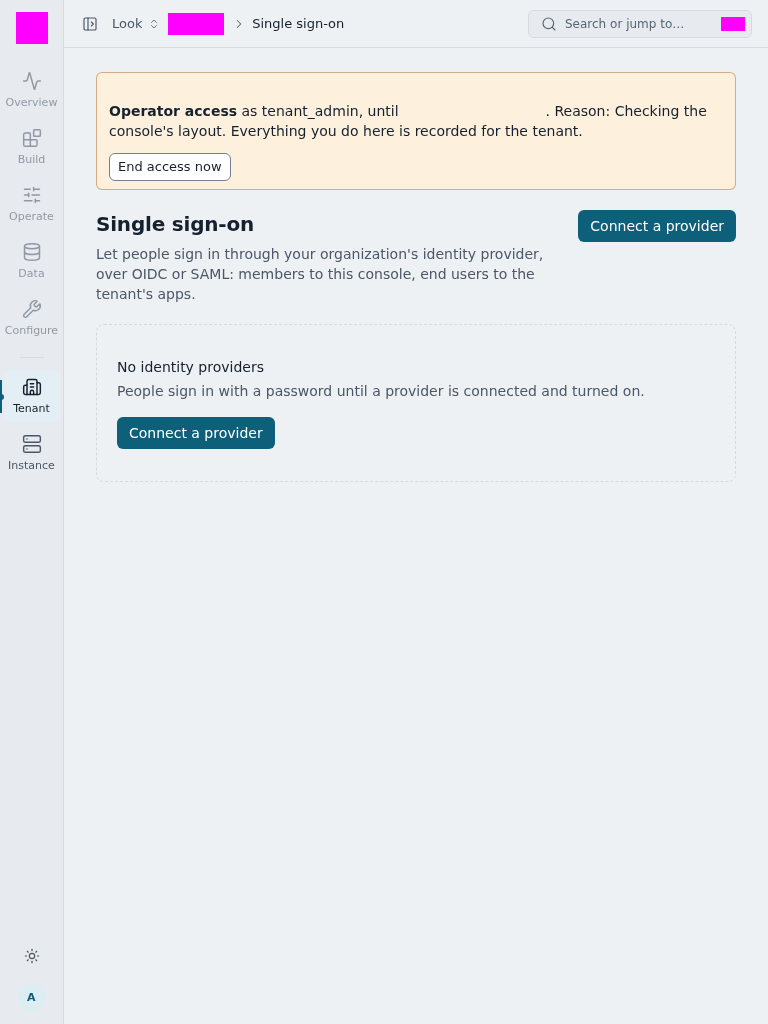 Look
Single sign-on
Search or jump to...
Overview
Build
Operate
Data
Configure
Tenant
Instance
Operator access as tenant_admin, until . Reason: Checking the
console's layout. Everything you do here is recorded for the tenant.
End access now
Single sign-on
Connect a provider
Let people sign in through your organization's identity provider,
over OIDC or SAML: members to this console, end users to the
tenant's apps.
No identity providers
People sign in with a password until a provider is connected and turned on.
Connect a provider
A